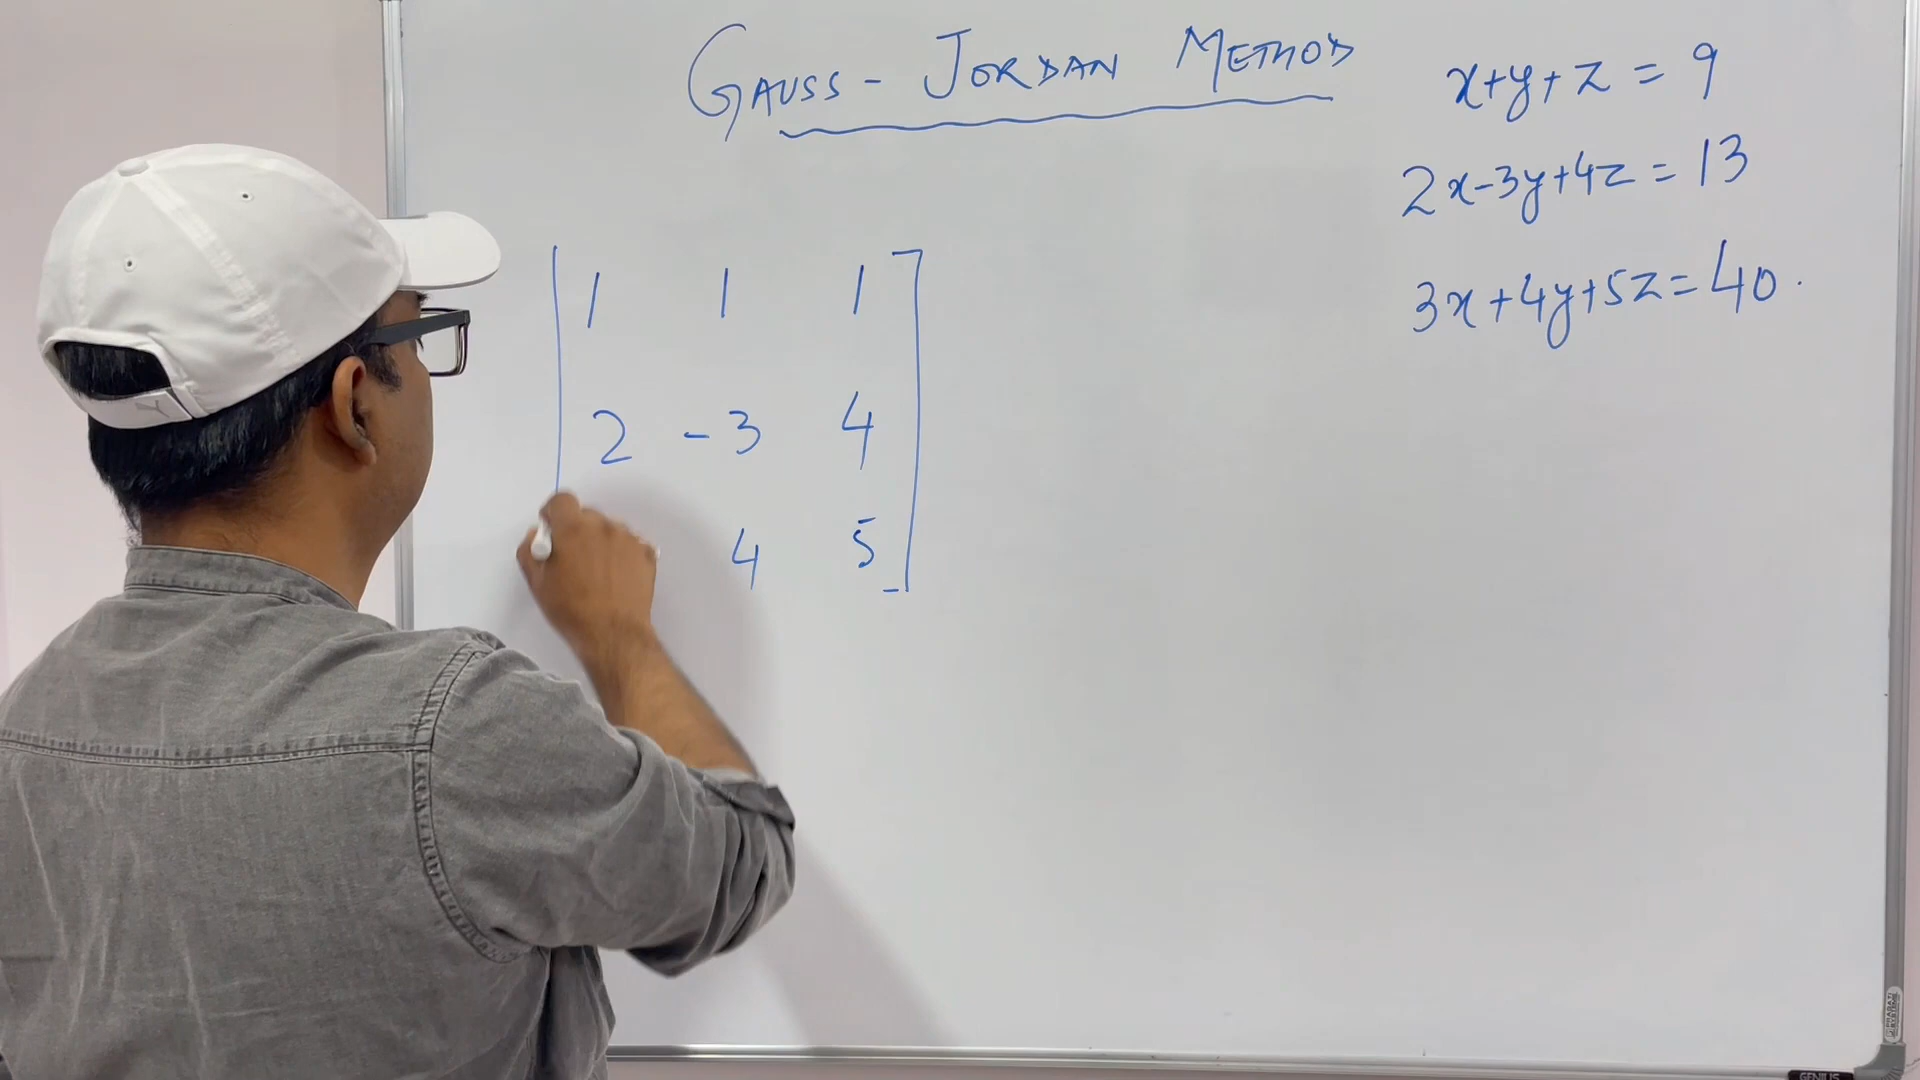 GAUSS - JORDAN METHOD
x+y+z = 9
2x-3y+4z = 13
3x+4y+5z=40.
1 1 1
2 -3 4
4 5
GENIUS